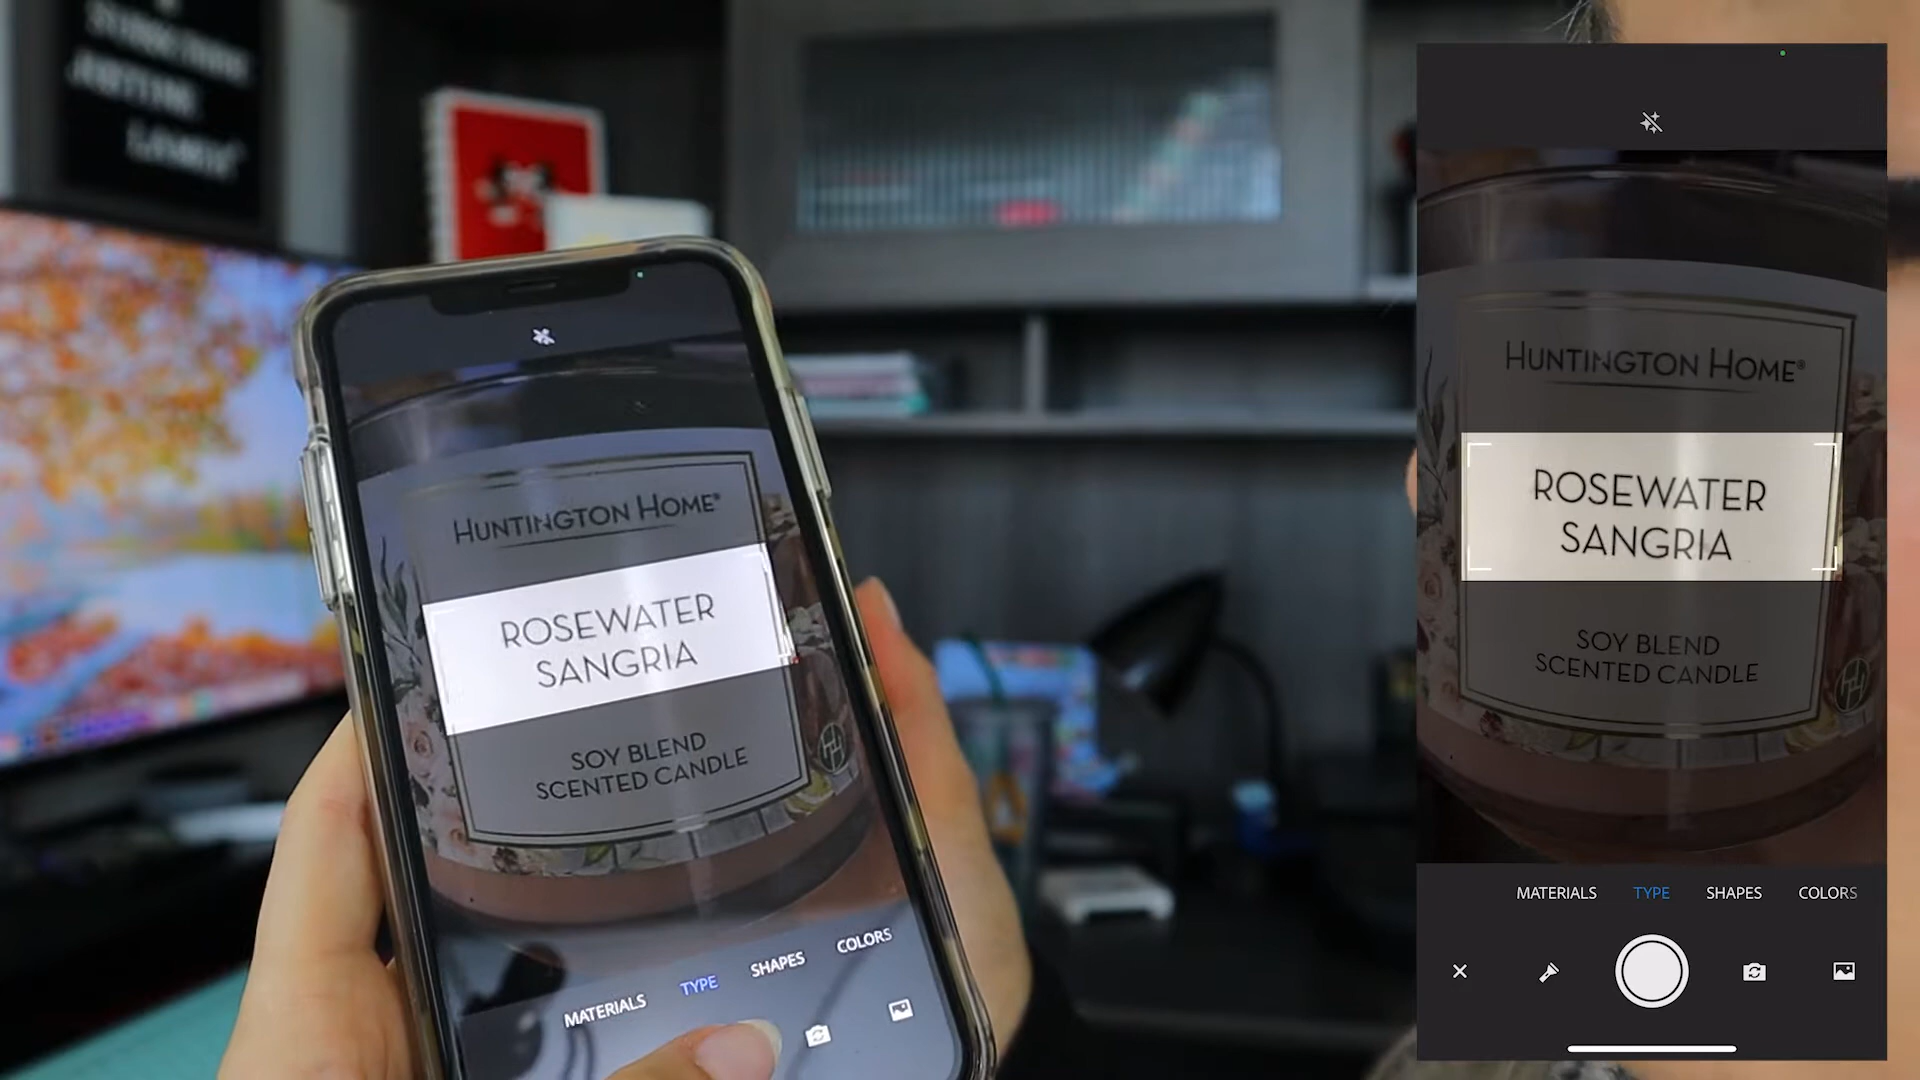 HUNTINGTON HOME®
ROSEWATER
SANGRIA
SOY BLEND
SCENTED CANDLE
MATERIALS TYPE SHAPES COLORS
HUNTINGTON HOME®
ROSEWATER
SANGRIA
SOY BLEND
SCENTED CANDLE
MATERIALS TYPE SHAPES COLORS